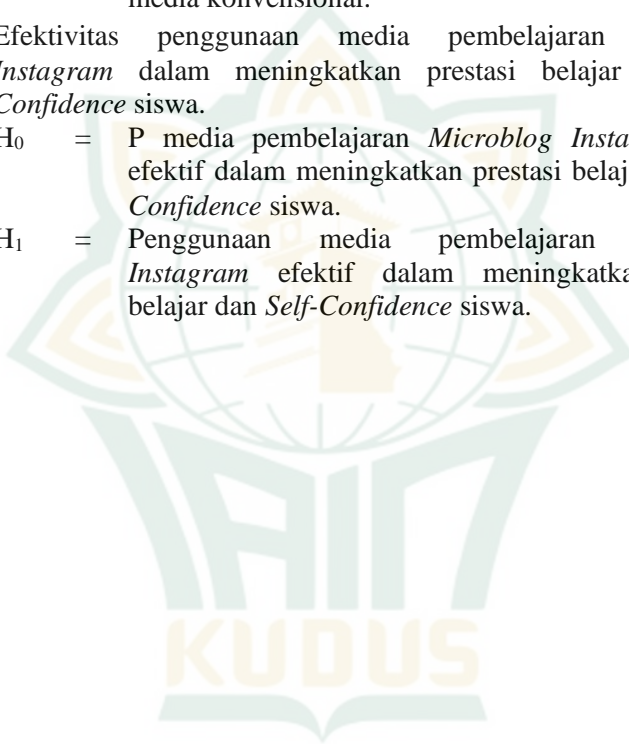 media konvensional.
Efektivitas penggunaan media pembelajaran
Instagram dalam meningkatkan prestasi belajar
Confidence siswa.
H0 = P media pembelajaran Microblog Insta
efektif dalam meningkatkan prestasi belaj
Confidence siswa.
H1 = Penggunaan media pembelajaran
Instagram efektif dalam meningkatka
belajar dan Self-Confidence siswa.
IAIN
KUDUS